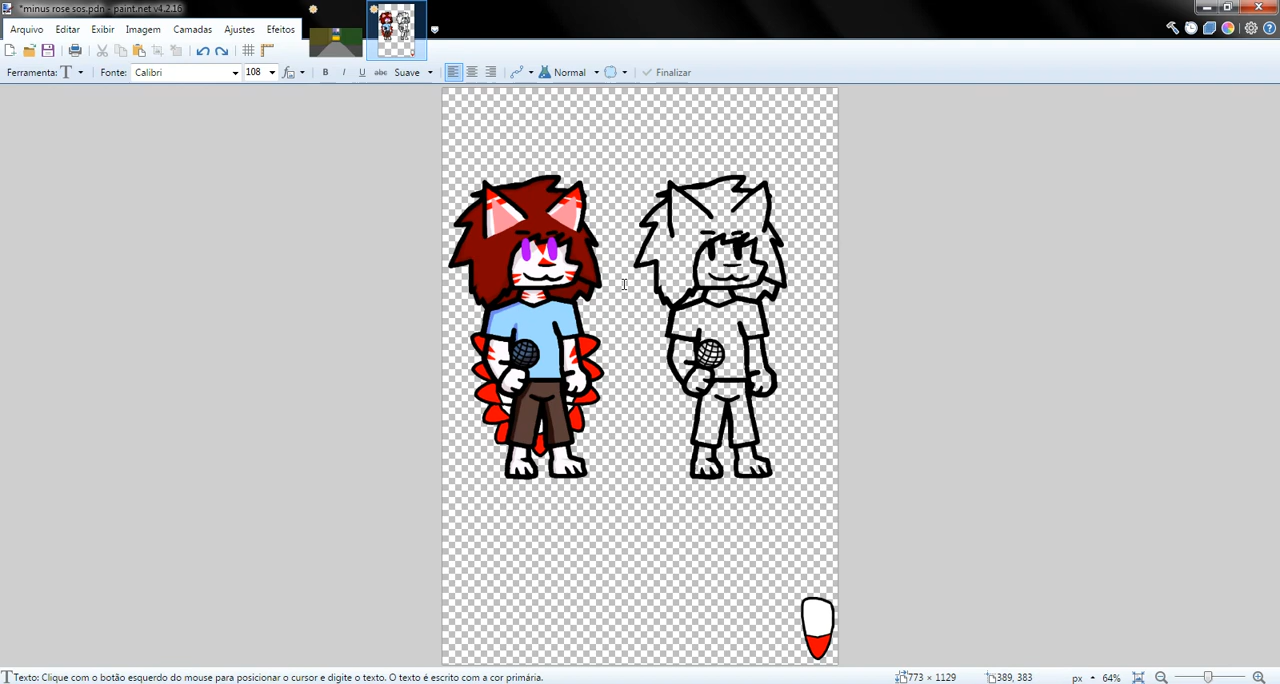 *minus rose sos.pdn - paint.net v4.2.16
Arquivo Editar Exibir Imagem Camadas Ajustes Efeitos
Ferramenta: T Fonte: Calibri 108 fx B I U abc Suave Normal Finalizar
Texto: Clique com o botão esquerdo do mouse para posicionar o cursor e digite o texto. O texto é escrito com a cor primária. 773 × 1129 389, 383 px 64%